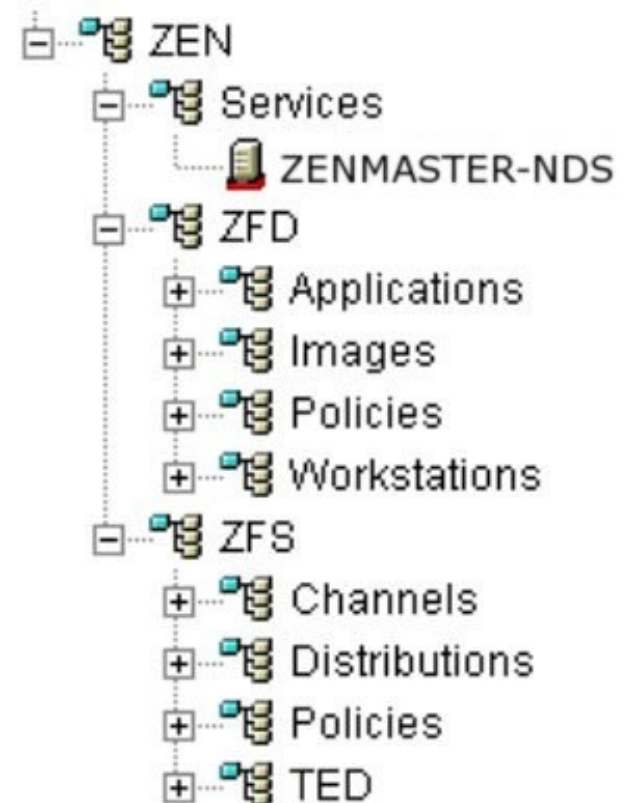 ZEN
Services
ZENMASTER-NDS
ZFD
Applications
Images
Policies
Workstations
ZFS
Channels
Distributions
Policies
TED